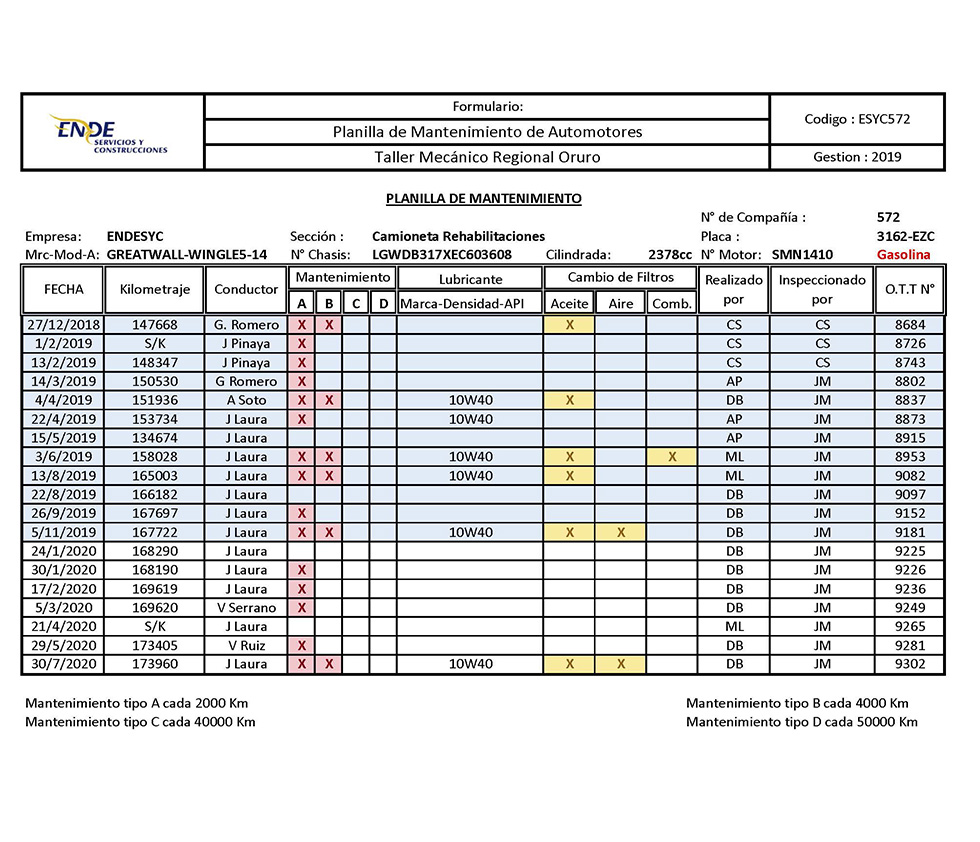 ENDE
SERVICIOS Y
CONSTRUCCIONES
Formulario:
Planilla de Mantenimiento de Automotores
Taller Mecánico Regional Oruro
Codigo : ESYC572
Gestion : 2019
PLANILLA DE MANTENIMIENTO
N° de Compañía : 572
Empresa: ENDESYC Sección : Camioneta Rehabilitaciones Placa : 3162-EZC
Mrc-Mod-A: GREATWALL-WINGLE5-14 N° Chasis: LGWDB317XEC603608 Cilindrada: 2378cc N° Motor: SMN1410 Gasolina
FECHA Kilometraje Conductor Mantenimiento Lubricante Cambio de Filtros Realizado por Inspeccionado por O.T.T N°
A B C D Marca-Densidad-API Aceite Aire Comb.
27/12/2018 147668 G. Romero X X X CS CS 8684
1/2/2019 S/K J Pinaya X CS CS 8726
13/2/2019 148347 J Pinaya X CS CS 8743
14/3/2019 150530 G Romero X AP JM 8802
4/4/2019 151936 A Soto X X 10W40 X DB JM 8837
22/4/2019 153734 J Laura X 10W40 AP JM 8873
15/5/2019 134674 J Laura AP JM 8915
3/6/2019 158028 J Laura X X 10W40 X X ML JM 8953
13/8/2019 165003 J Laura X X 10W40 X ML JM 9082
22/8/2019 166182 J Laura DB JM 9097
26/9/2019 167697 J Laura X DB JM 9152
5/11/2019 167722 J Laura X X 10W40 X X DB JM 9181
24/1/2020 168290 J Laura DB JM 9225
30/1/2020 168190 J Laura X DB JM 9226
17/2/2020 169619 J Laura X DB JM 9236
5/3/2020 169620 V Serrano X DB JM 9249
21/4/2020 S/K J Laura ML JM 9265
29/5/2020 173405 V Ruiz X DB JM 9281
30/7/2020 173960 J Laura X X 10W40 X X DB JM 9302
Mantenimiento tipo A cada 2000 Km Mantenimiento tipo B cada 4000 Km
Mantenimiento tipo C cada 40000 Km Mantenimiento tipo D cada 50000 Km